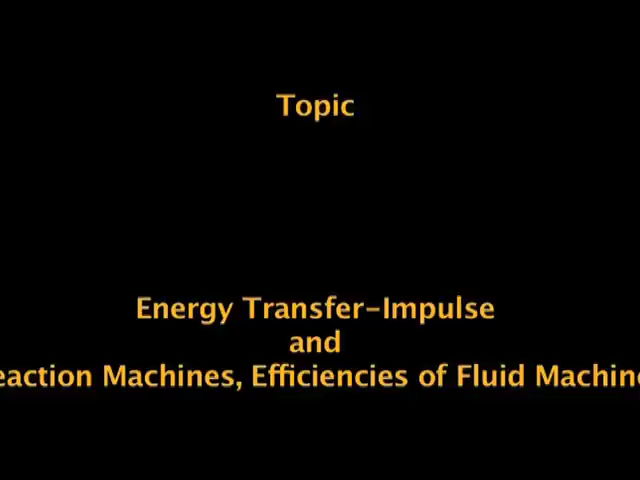 Topic
Energy Transfer-Impulse
and
eaction Machines, Efficiencies of Fluid Machine